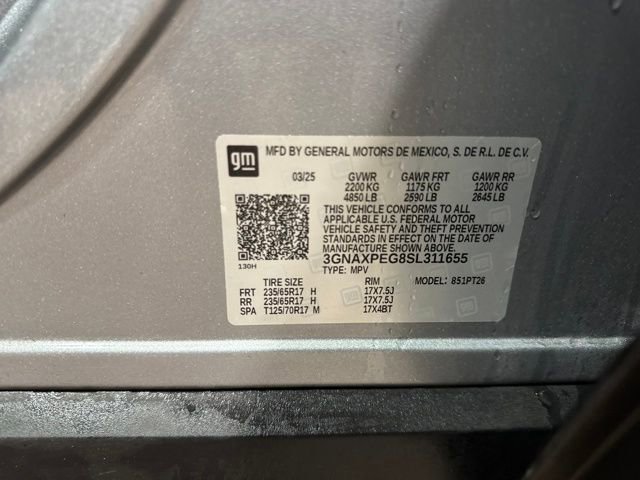 gm
MFD BY GENERAL MOTORS DE MEXICO, S. DE R.L. DE C.V.
03/25 GVWR GAWR FRT GAWR RR
2200 KG 1175 KG 1200 KG
4850 LB 2590 LB 2645 LB
THIS VEHICLE CONFORMS TO ALL
APPLICABLE U.S. FEDERAL MOTOR
VEHICLE SAFETY AND THEFT PREVENTION
STANDARDS IN EFFECT ON THE DATE OF
MANUFACTURE SHOWN ABOVE.
3GNAXPEG8SL311655
130H TYPE: MPV MODEL: 851PT26
TIRE SIZE RIM
FRT 235/65R17 H 17X7.5J
RR 235/65R17 H 17X7.5J
SPA T125/70R17 M 17X4BT